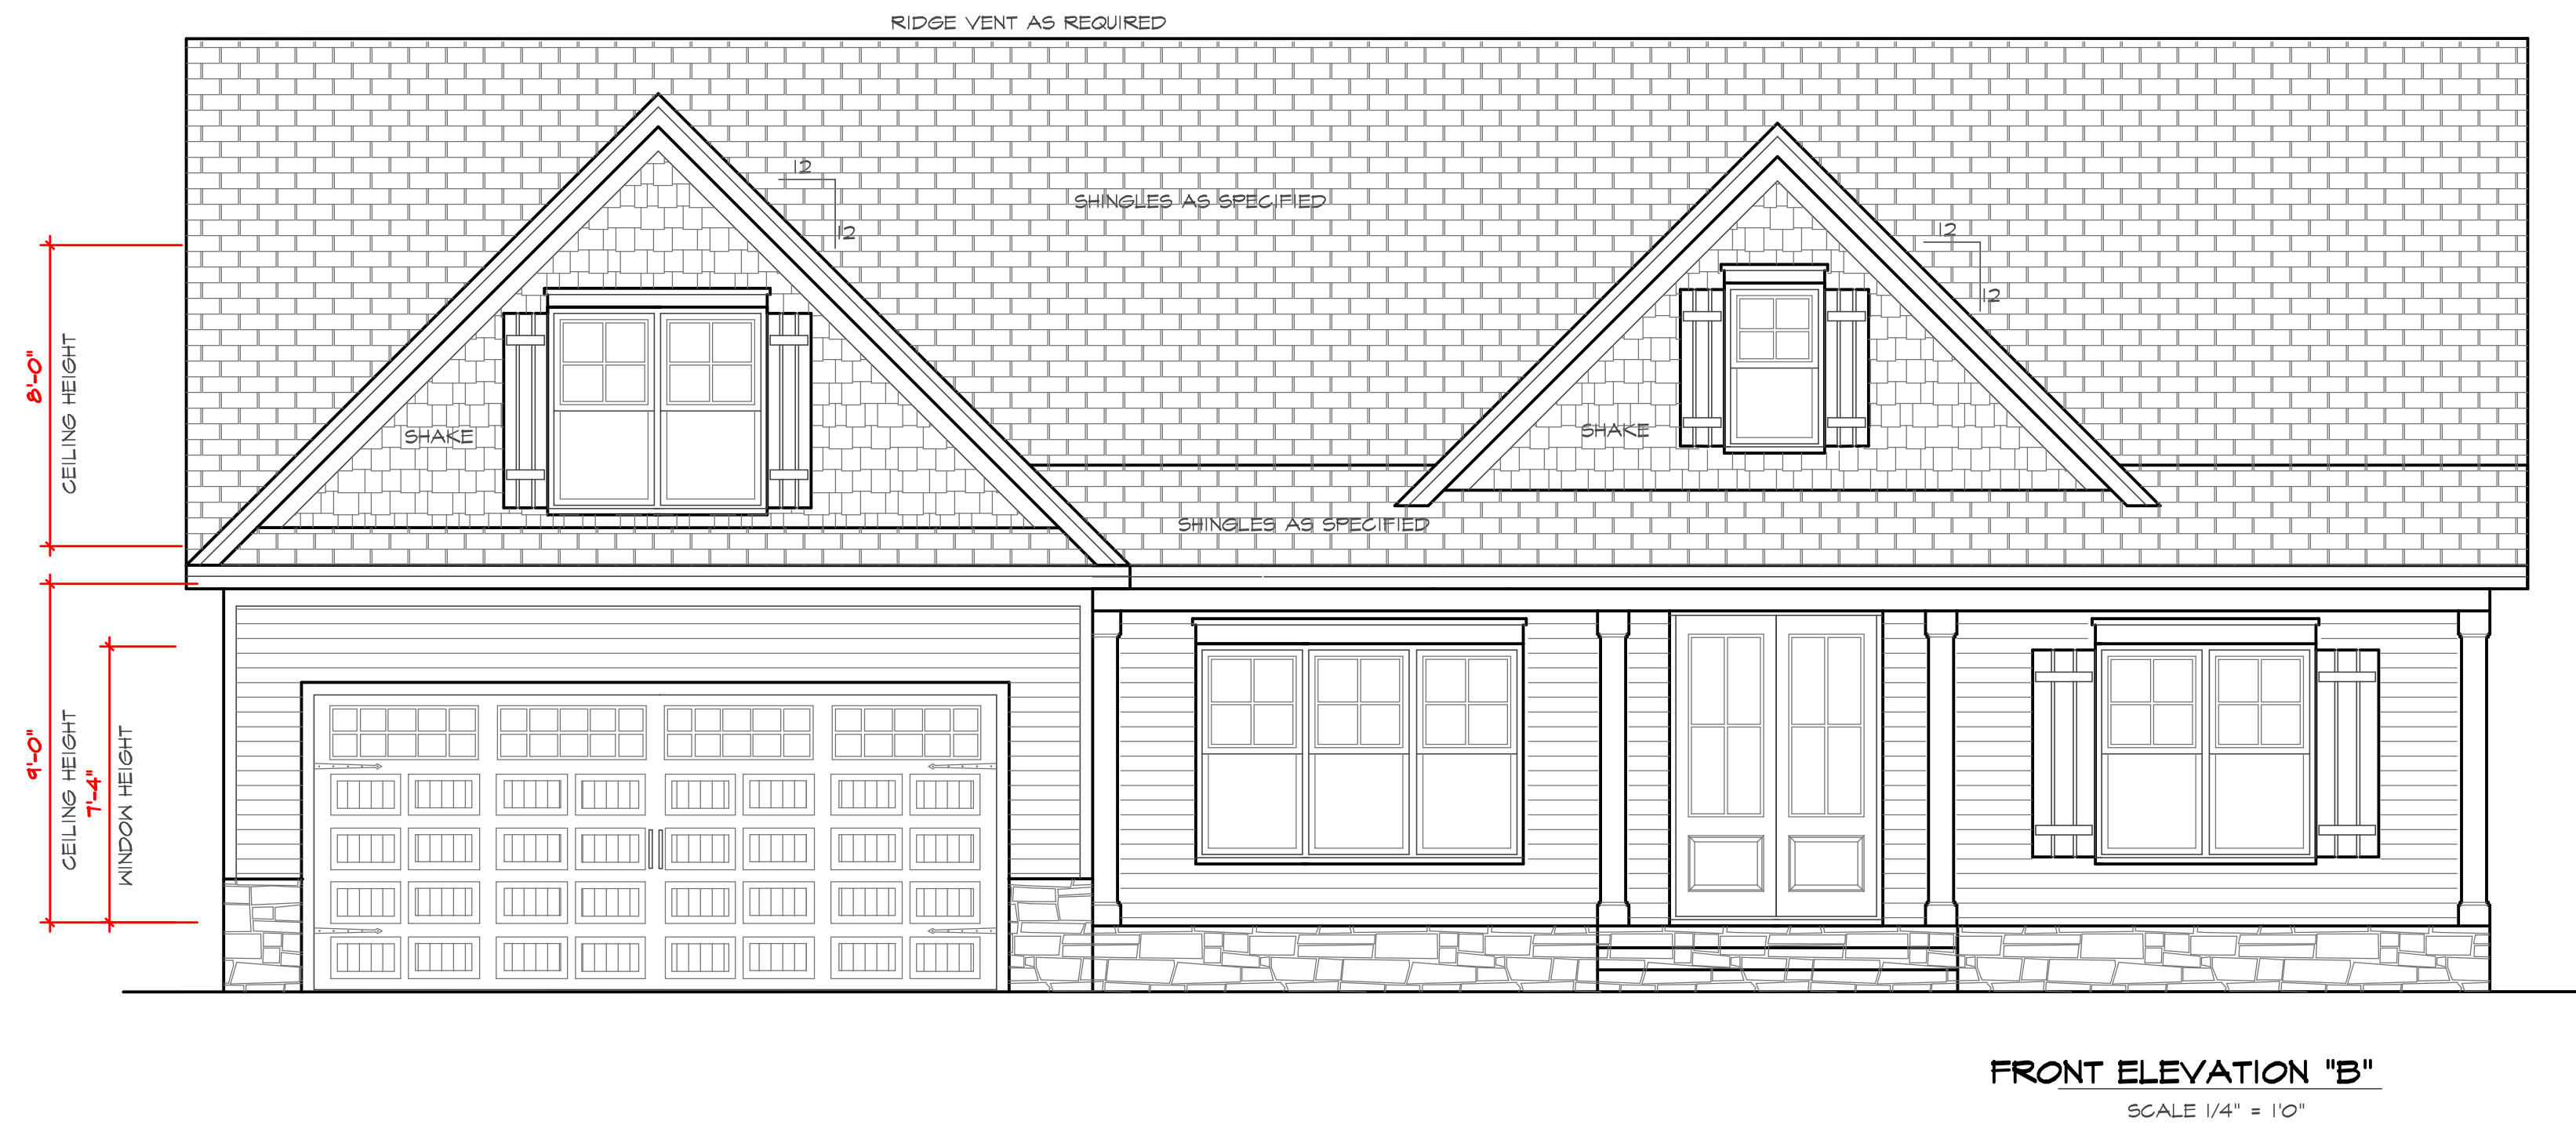 RIDGE VENT AS REQUIRED
12
12
SHINGLES AS SPECIFIED
12
12
8'-0"
CEILING HEIGHT
SHAKE
SHAKE
SHINGLES AS SPECIFIED
9'-0"
CEILING HEIGHT
7'-4"
WINDOW HEIGHT
FRONT ELEVATION "B"
SCALE 1/4" = 1'0"